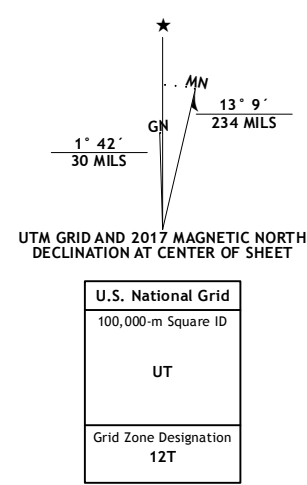 ★
MN
GN
13° 9´
234 MILS
1° 42´
30 MILS
UTM GRID AND 2017 MAGNETIC NORTH
DECLINATION AT CENTER OF SHEET
U.S. National Grid
100,000-m Square ID
UT
Grid Zone Designation
12T